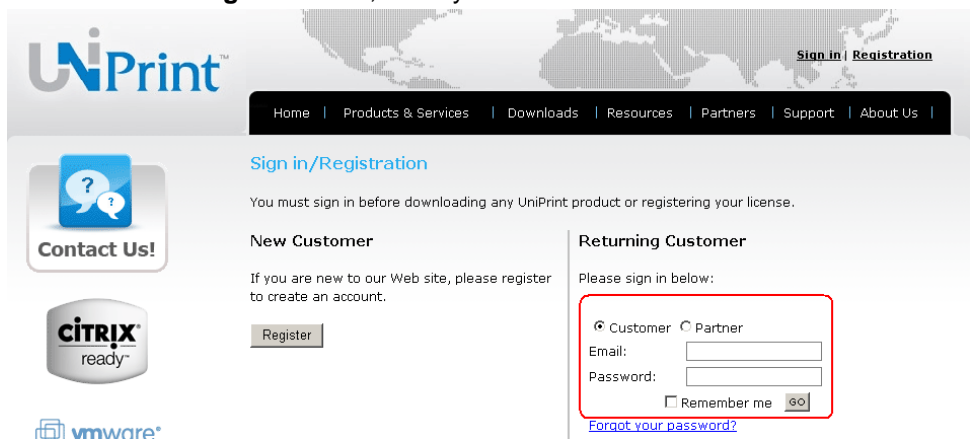 UNiPrint™
Sign in | Registration
Home | Products & Services | Downloads | Resources | Partners | Support | About Us |
Sign in/Registration
You must sign in before downloading any UniPrint product or registering your license.
Contact Us!
New Customer
If you are new to our Web site, please register
to create an account.
Register
Returning Customer
Please sign in below:
Customer Partner
Email:
Password:
Remember me GO
Forgot your password?
CITRIX®
ready™
vmware®